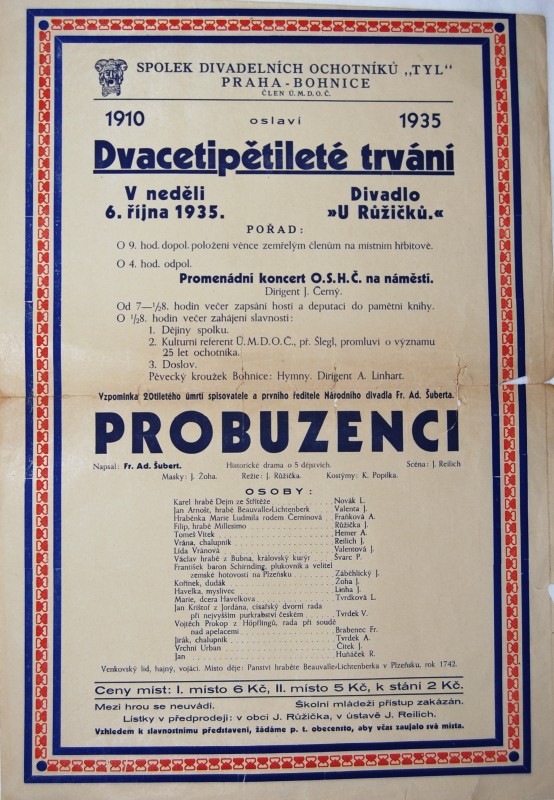 SPOLEK DIVADELNÍCH OCHOTNÍKŮ „TYL“
PRAHA-BOHNICE
ČLEN Ú.M.D.O.Č.
1910 oslaví 1935
Dvacetipětileté trvání
V neděli Divadlo
6. října 1935. »U Růžičků.«
POŘAD:
O 9. hod. dopol. položení věnce zemřelým členům na místním hřbitově.
O 4. hod. odpol.
Promenádní koncert O.S.H.Č. na náměstí.
Dirigent J. Černý.
Od 7—½8. hodin večer zapsání hostí a deputací do pamětní knihy.
O ½8. hodin večer zahájení slavnosti:
1. Dějiny spolku.
2. Kulturní referent Ú.M.D.O.Č., př. Šlegl, promluví o významu
25 let ochotníka.
3. Doslov.
Pěvecký kroužek Bohnice: Hymny. Dirigent A. Linhart.
Vzpomínka 20tiletého úmrtí spisovatele a prvního ředitele Národního divadla Fr. Ad. Šuberta.
PROBUZENCI
Napsal: Fr. Ad. Šubert. Historické drama o 5 dějstvích. Scéna: J. Reilich
Masky: J. Žoha. Režie: J. Růžička. Kostýmy: K. Popilka.
OSOBY:
Karel hrabě Dejm ze Střítěže Novák L.
Jan Arnošt, hrabě Beauvalle-Lichtenberk Valenta J.
Hraběnka Marie Ludmila rodem Černínová Fraňková A.
Filip, hrabě Millesimo Růžička J.
Tomeš Vítek Hemer A.
Vrána, chalupník Reilich J.
Lída Vránová Valentová J.
Václav hrabě z Bubna, královský kurýr Švarc P.
František baron Schirnding, plukovník a velitel
zemské hotovosti na Plzeňsku Záběhlický J.
Kořínek, dudák Žoha J.
Havelka, myslivec Linha J.
Marie, dcera Havelkova Tvrdková L.
Jan Krištof z Jordána, císařský dvorní rada
při nejvyšším purkrabství českém Tvrdek V.
Vojtěch Prokop z Höpflingů, rada při soudě
nad apelacemi Brabenec Fr.
Jirák, chalupník Tvrdek A.
Vrchní Urban Čítek J.
Jan Huňáček R.
Venkovský lid, hajný, vojáci. Místo děje: Panství hraběte Beauvalle-Lichtenberka v Plzeňsku, rok 1742.
Ceny míst: I. místo 6 Kč, II. místo 5 Kč, k stání 2 Kč.
Mezi hrou se neuvádí. Školní mládeži přístup zakázán.
Lístky v předprodeji: v obci J. Růžička, v ústavě J. Reilich.
Vzhledem k slavnostnímu představení, žádáme p. t. obecenstvo, aby včas zaujalo svá místa.